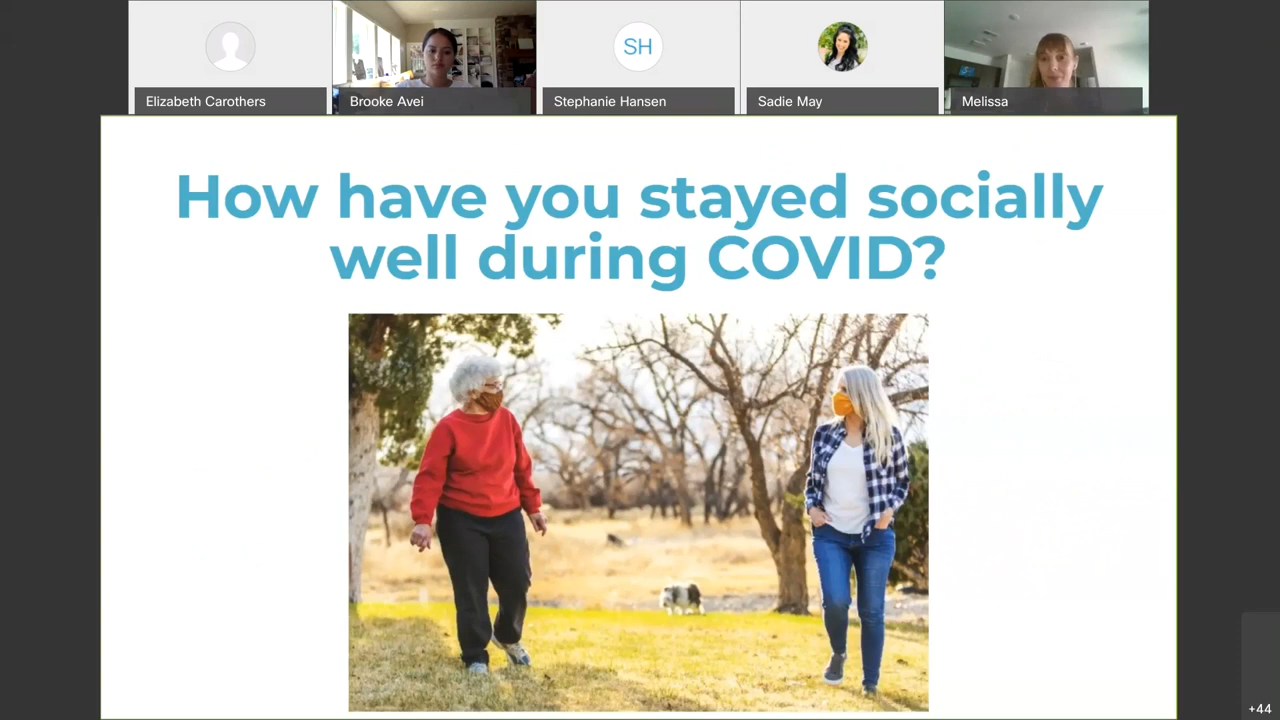 Elizabeth Carothers
Brooke Avei
SH
Stephanie Hansen
Sadie May
Melissa
How have you stayed socially
well during COVID?
+44